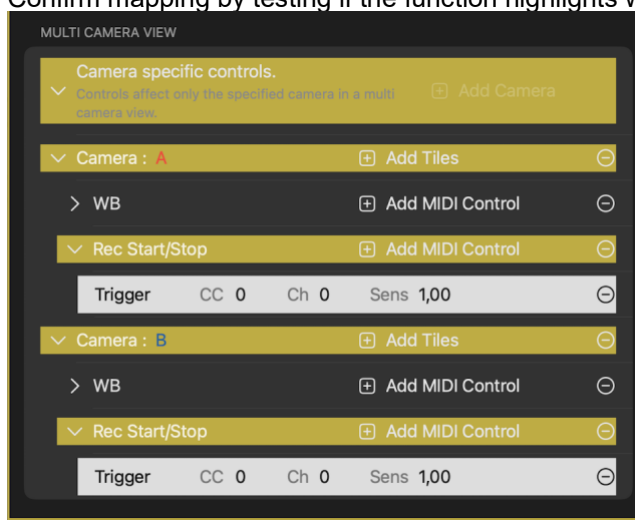 Confirm mapping by testing if the function highlights
MULTI CAMERA VIEW
Camera specific controls.
Controls affect only the specified camera in a multi
camera view.
Add Camera
Camera : A Add Tiles
WB Add MIDI Control
Rec Start/Stop Add MIDI Control
Trigger CC 0 Ch 0 Sens 1,00
Camera : B Add Tiles
WB Add MIDI Control
Rec Start/Stop Add MIDI Control
Trigger CC 0 Ch 0 Sens 1,00